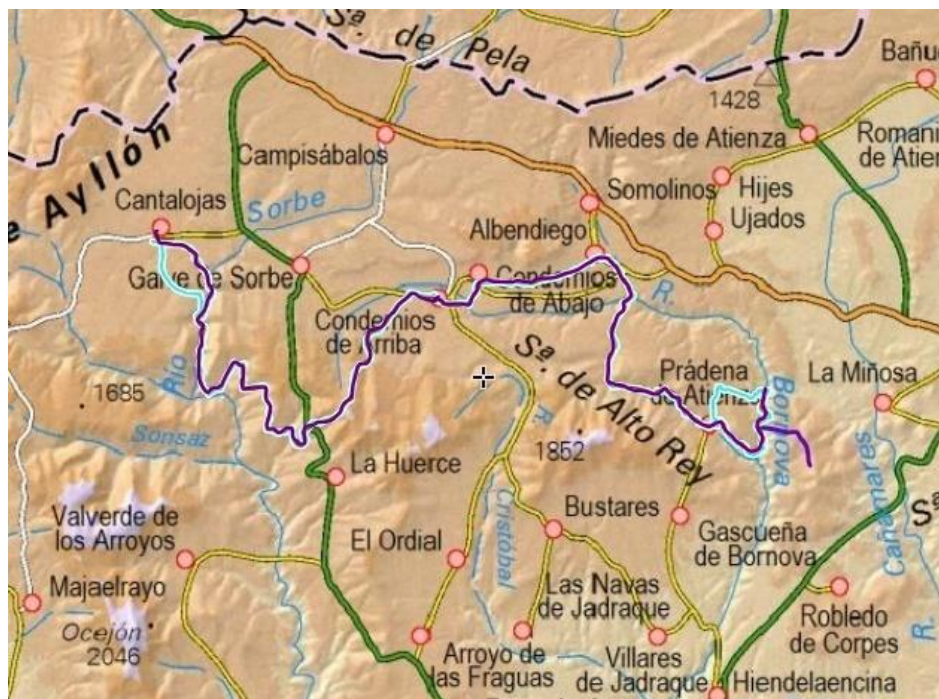 Sª. de Pela
1428
Bañu
Miedes de Atienza
Romani
de Atien
Campisábalos
e Ayllón
Cantalojas
Sorbe
Somolinos
Hijes
Ujados
Albendiego
Galve de Sorbe
Condemios
de Abajo
R.
Condemios
de Arriba
Sª. de Alto Rey
Prádena
de Atienza
La Miñosa
1685
Río
Bornova
R.
Sonsaz
1852
La Huerce
Cristóbal
Cañamares
Sª
Bustares
Valverde de
los Arroyos
El Ordial
Gascueña
de Bornova
Majaelrayo
Las Navas
de Jadraque
Robledo
de Corpes
R.
Ocejón
2046
Arroyo de
las Fraguas
Villares
de Jadraque
Hiendelaencina